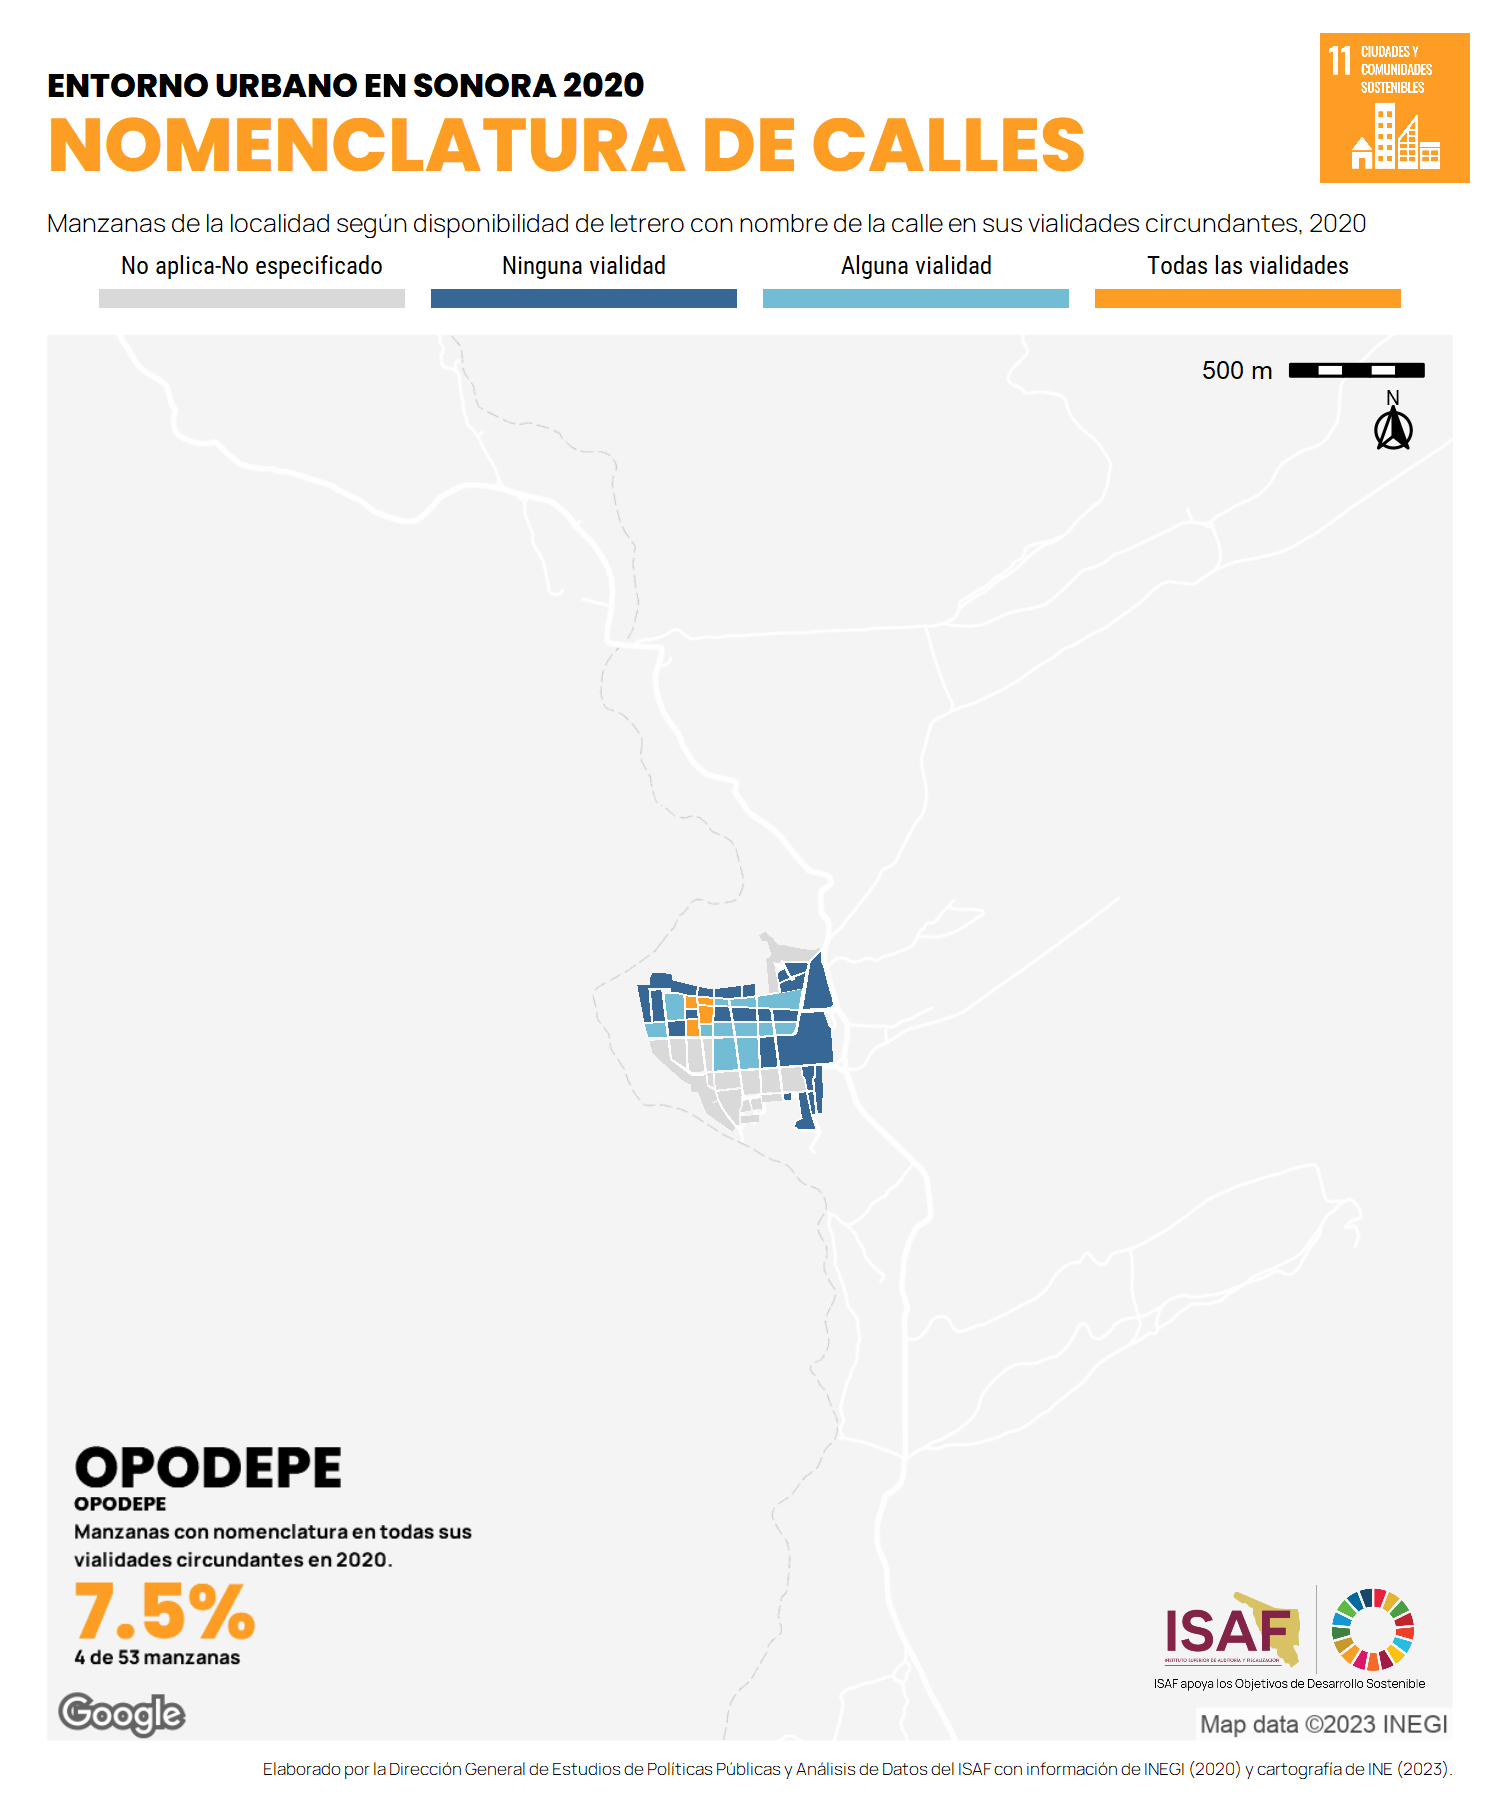 ENTORNO URBANO EN SONORA 2020
NOMENCLATURA DE CALLES
11 CIUDADES Y
COMUNIDADES
SOSTENIBLES
Manzanas de la localidad según disponibilidad de letrero con nombre de la calle en sus vialidades circundantes, 2020
No aplica-No especificado
Ninguna vialidad
Alguna vialidad
Todas las vialidades
500 m
N
OPODEPE
OPODEPE
Manzanas con nomenclatura en todas sus
vialidades circundantes en 2020.
7.5%
4 de 53 manzanas
Google
ISAF
INSTITUTO SUPERIOR DE AUDITORÍA Y FISCALIZACIÓN
ISAF apoya los Objetivos de Desarrollo Sostenible
Map data ©2023 INEGI
Elaborado por la Dirección General de Estudios de Políticas Públicas y Análisis de Datos del ISAF con información de INEGI (2020) y cartografía de INE (2023).